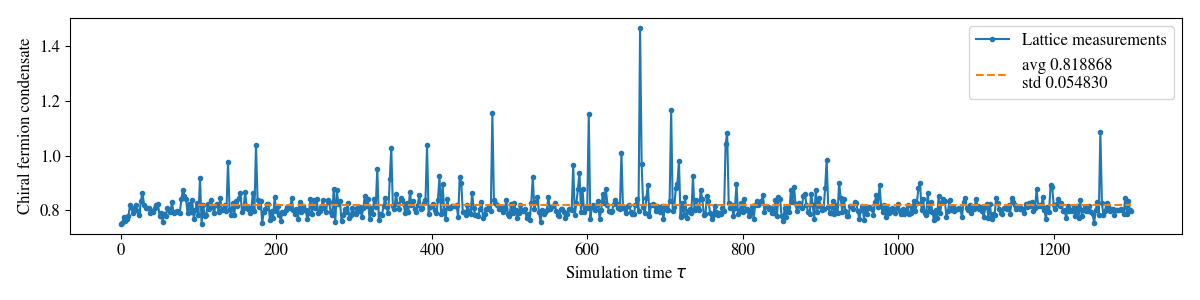 Chiral fermion condensate
1.4
1.2
1.0
0.8
0
200
400
600
800
1000
1200
Simulation time τ
Lattice measurements
avg 0.818868
std 0.054830